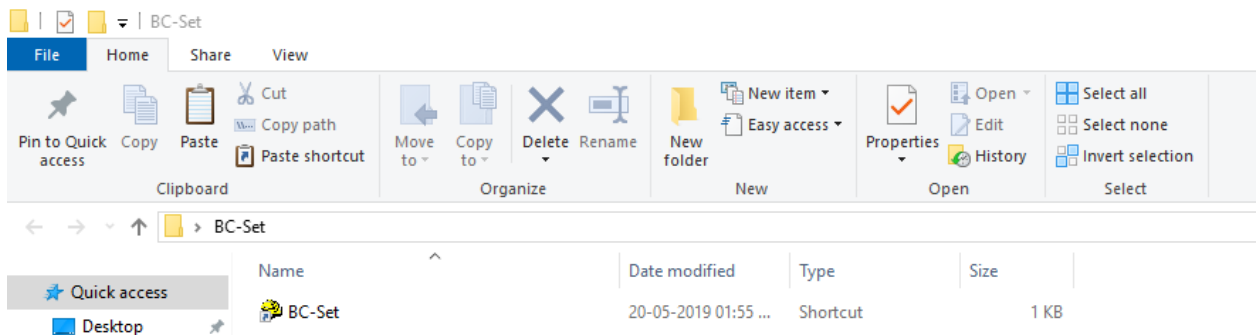 BC-Set
File Home Share View
Pin to Quick access
Copy
Paste
Cut
Copy path
Paste shortcut
Clipboard
Move to
Copy to
Delete
Rename
Organize
New folder
New item
Easy access
New
Properties
Open
Edit
History
Open
Select all
Select none
Invert selection
Select
BC-Set
Name Date modified Type Size
Quick access
BC-Set 20-05-2019 01:55 ... Shortcut 1 KB
Desktop